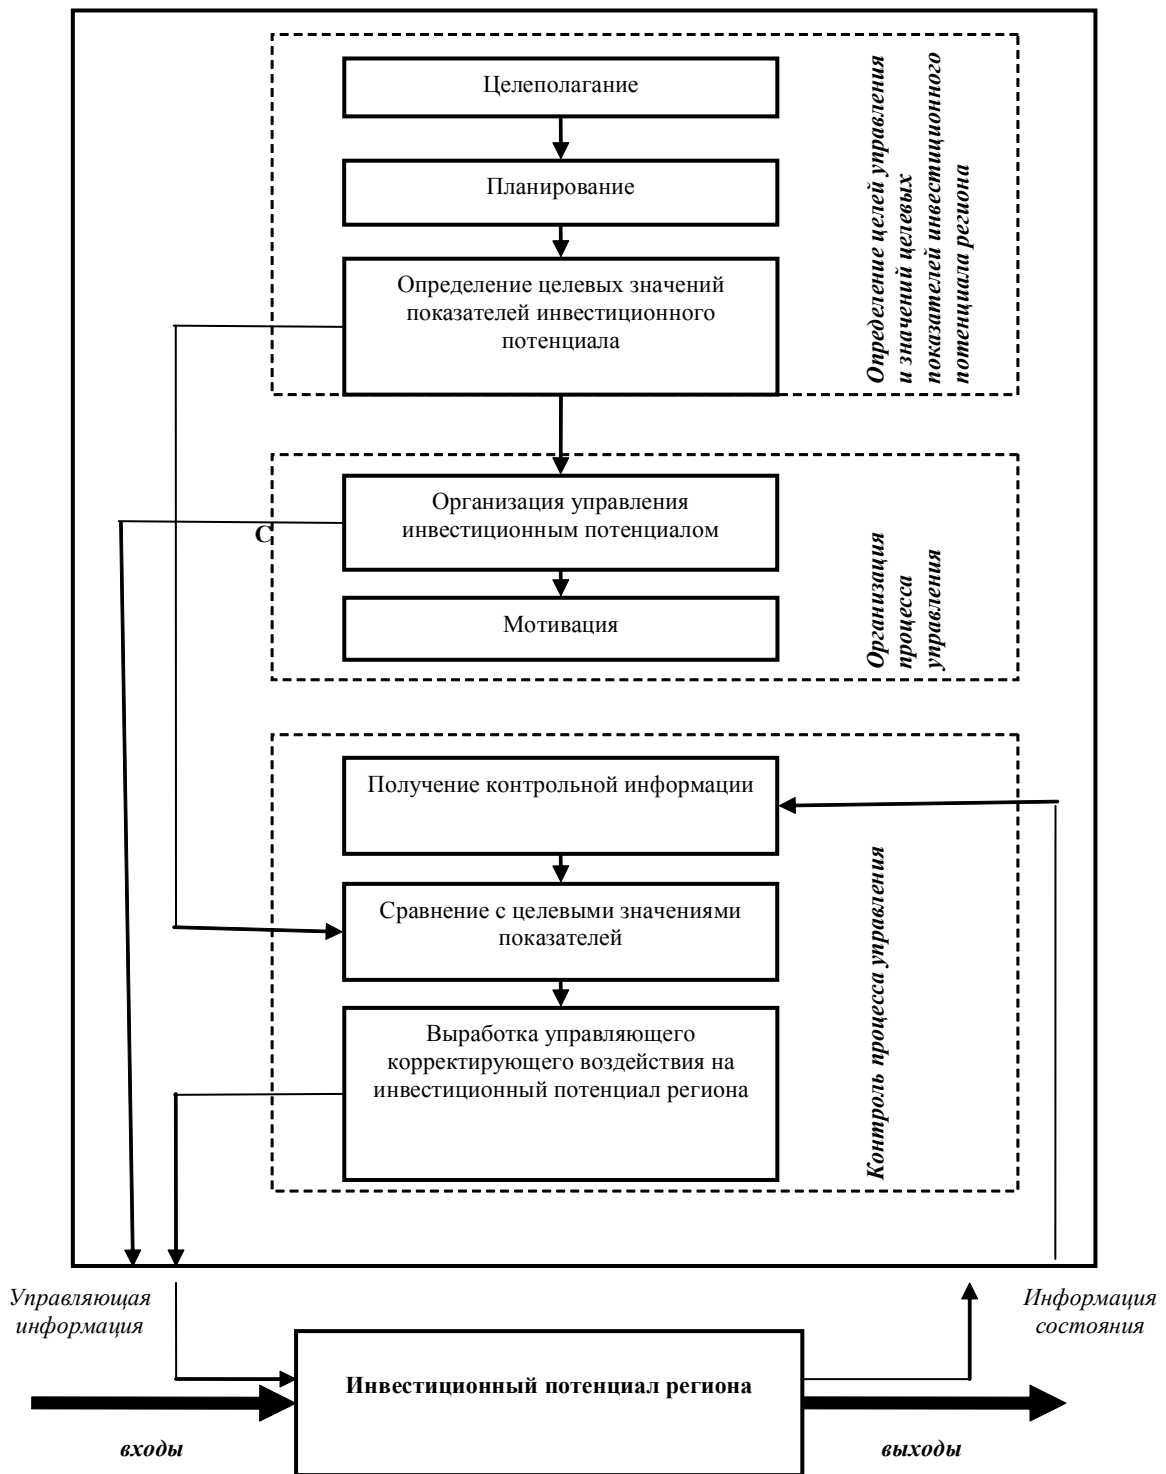 Целеполагание
Планирование
Определение целевых значений
показателей инвестиционного
потенциала
Определение целей управления
и значений целевых
показателей инвестиционного
потенциала региона
Организация управления
инвестиционным потенциалом
С
Мотивация
Организация
процесса
управления
Получение контрольной информации
Сравнение с целевыми значениями
показателей
Выработка управляющего
корректирующего воздействия на
инвестиционный потенциал региона
Контроль процесса управления
Управляющая
информация
Информация
состояния
Инвестиционный потенциал региона
входы
выходы